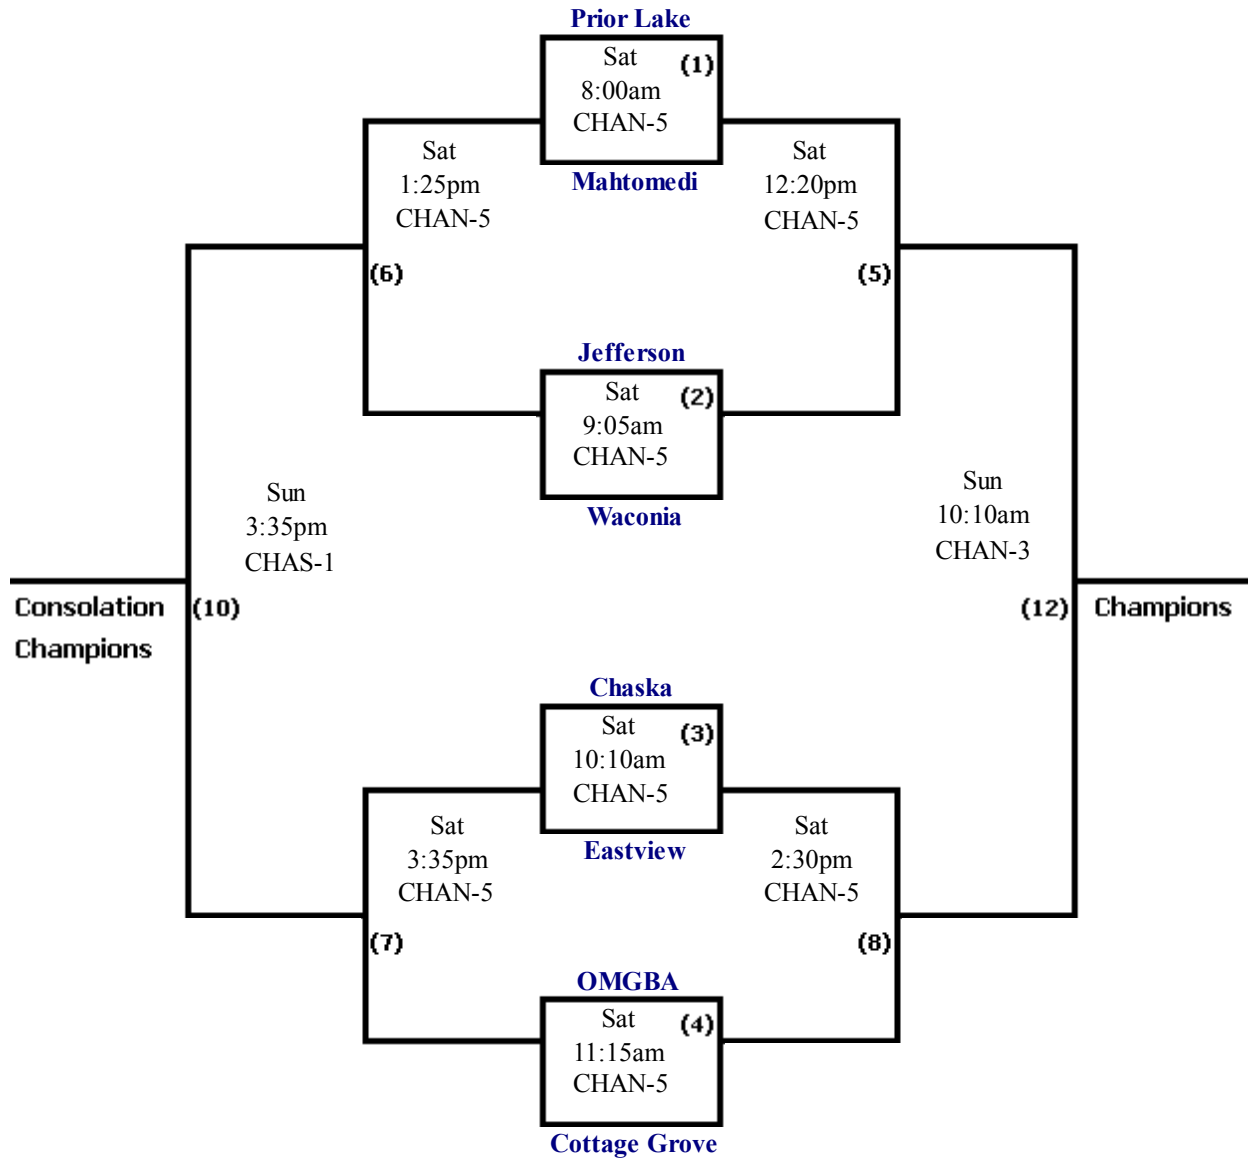 Prior Lake
Sat
(1)
8:00am
CHAN-5
Mahtomedi
Sat
1:25pm
CHAN-5
(6)
Sat
12:20pm
CHAN-5
(5)
Jefferson
Sat
(2)
9:05am
CHAN-5
Waconia
Sun
3:35pm
CHAS-1
(10)
Consolation
Champions
Sun
10:10am
CHAN-3
(12)
Champions
Chaska
Sat
(3)
10:10am
CHAN-5
Eastview
Sat
3:35pm
CHAN-5
(7)
Sat
2:30pm
CHAN-5
(8)
OMGBA
Sat
(4)
11:15am
CHAN-5
Cottage Grove